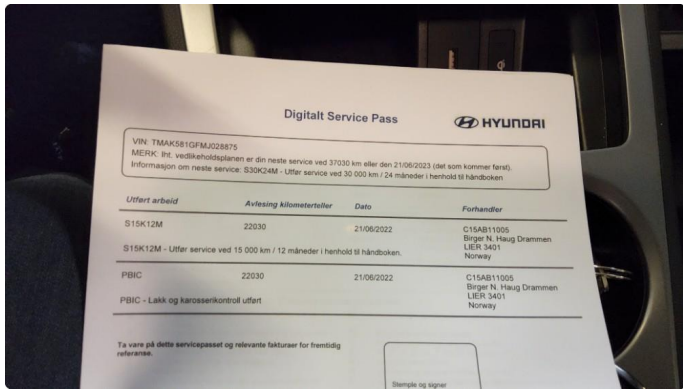 Digitalt Service Pass
HYUNDAI
VIN: TMAK581GFMJ028875
MERK: Iht. vedlikeholdsplanen er din neste service ved 37030 km eller den 21/06/2023 (det som kommer først).
Informasjon om neste service: S30K24M - Utfør service ved 30 000 km / 24 måneder i henhold til håndboken
Utført arbeid Avlesing kilometerteller Dato Forhandler
S15K12M 22030 21/06/2022 C15AB11005
Birger N. Haug Drammen
LIER 3401
Norway
S15K12M - Utfør service ved 15 000 km / 12 måneder i henhold til håndboken.
PBIC 22030 21/06/2022 C15AB11005
Birger N. Haug Drammen
LIER 3401
Norway
PBIC - Lakk og karosserikontroll utført
Ta vare på dette servicepasset og relevante fakturaer for fremtidig
referanse.
Stemple og signer